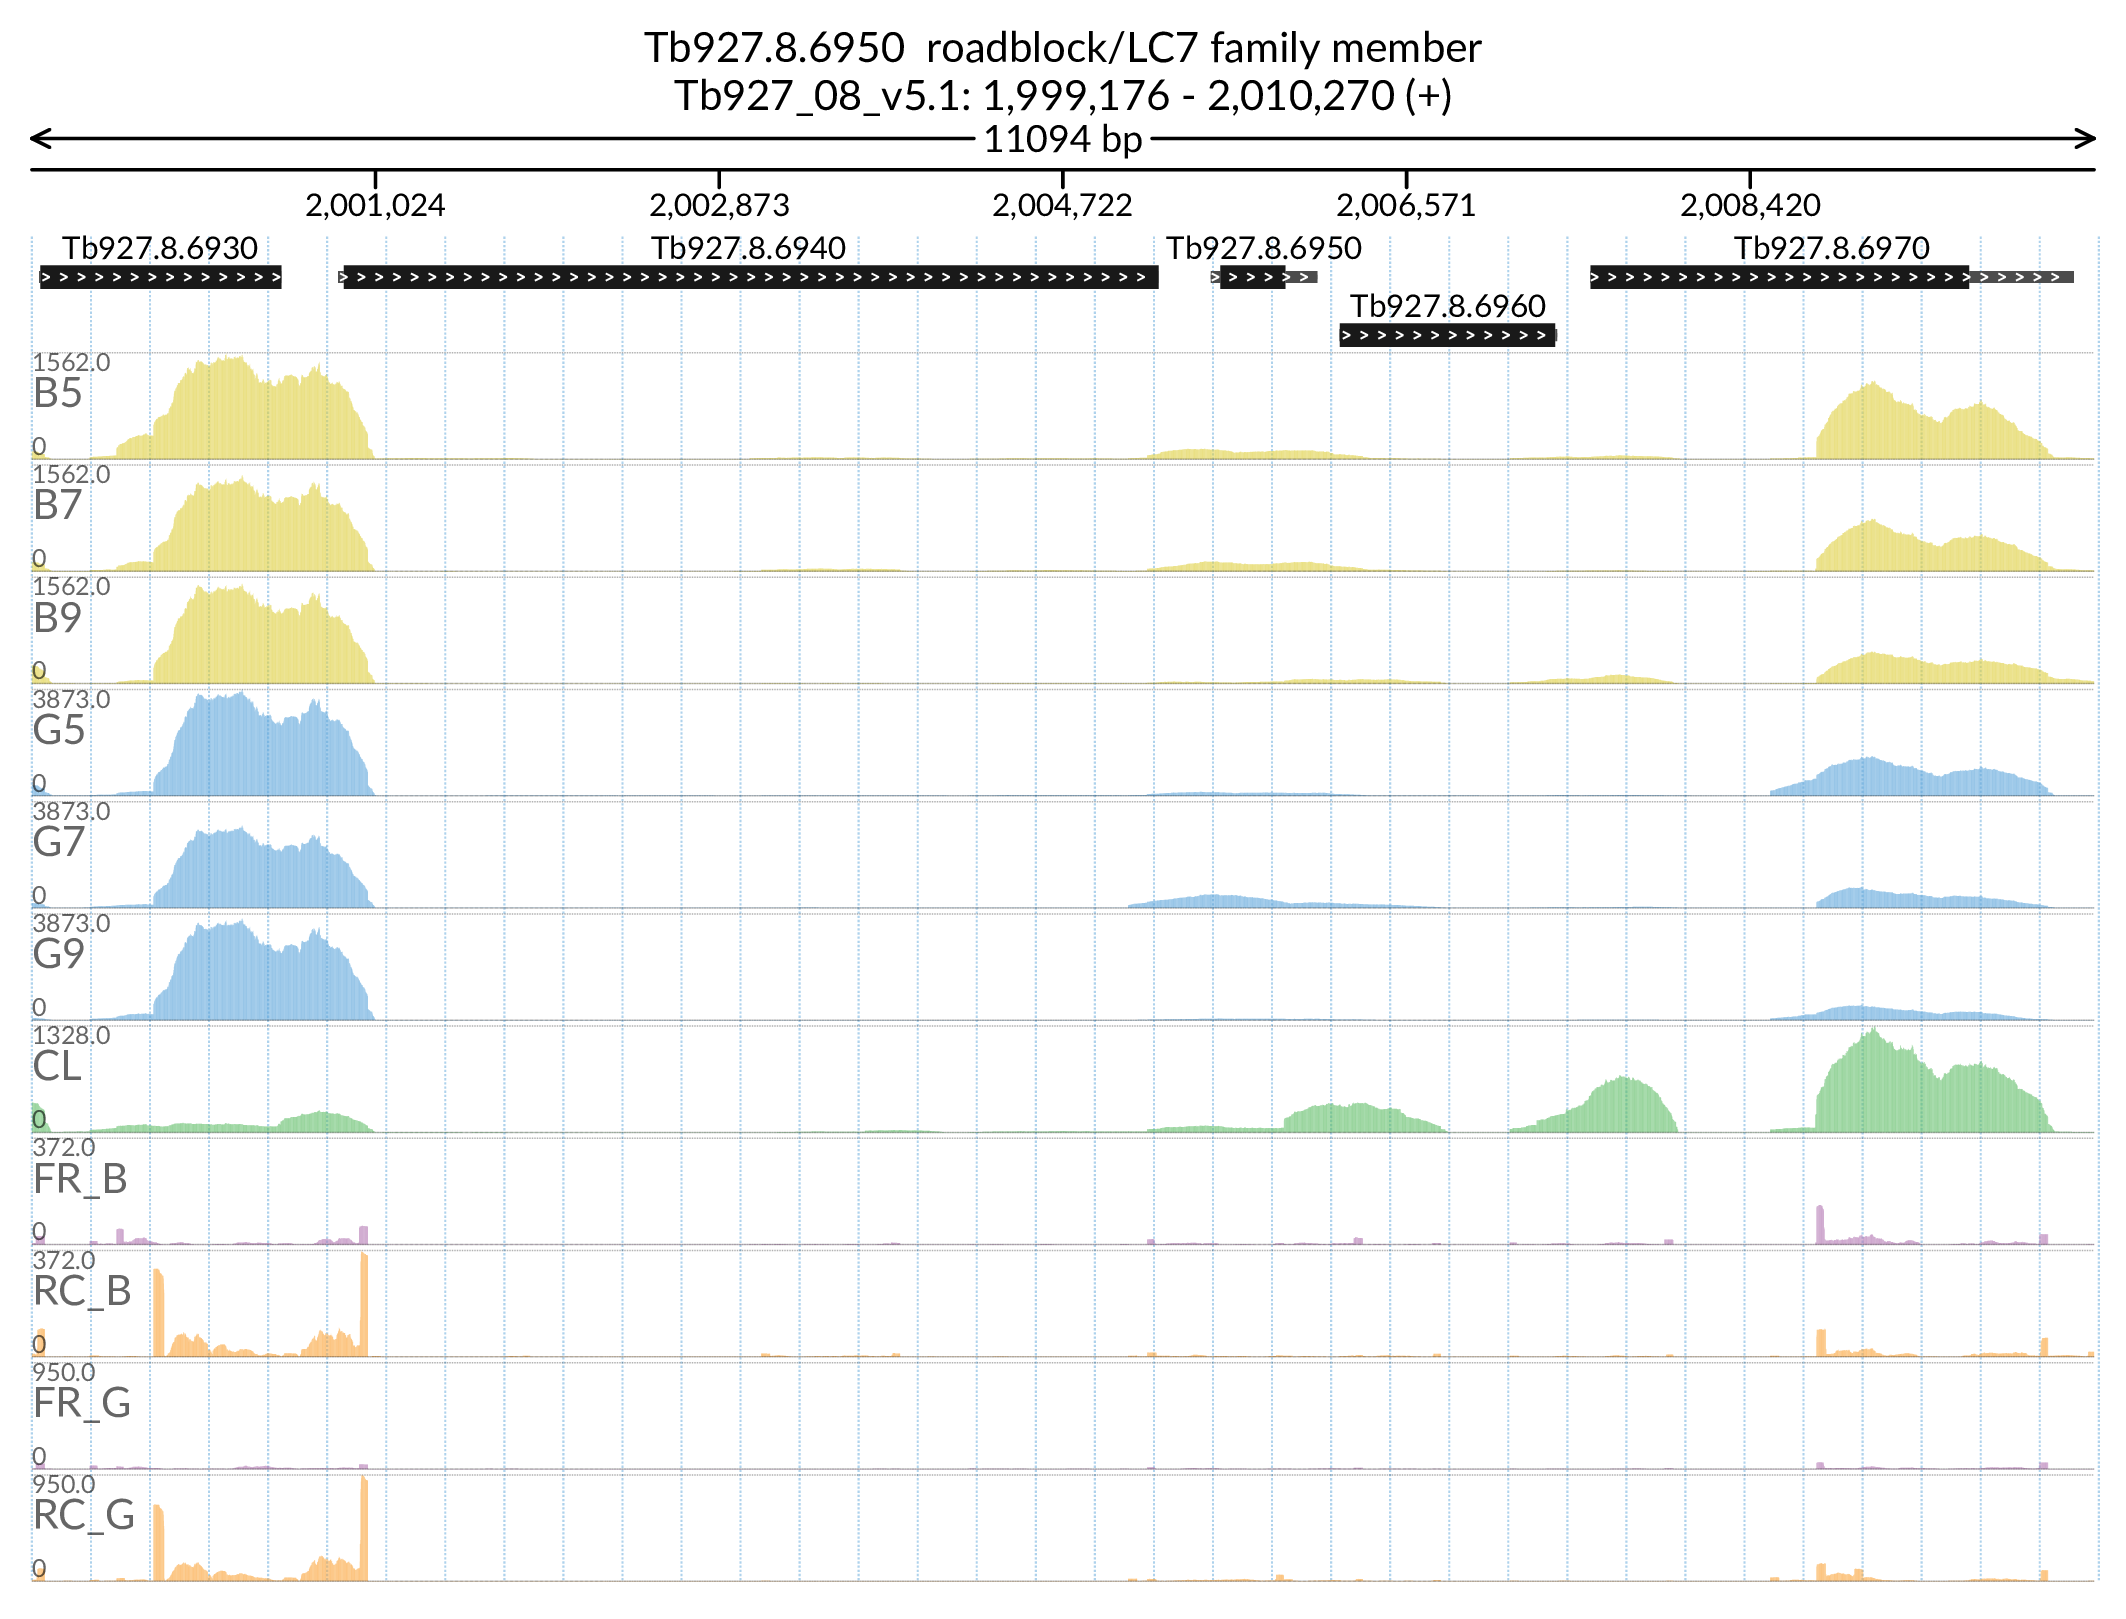 Tb927.8.6950  roadblock/LC7 family member
Tb927_08_v5.1: 1,999,176 - 2,010,270 (+)
11094 bp
2,001,024 2,002,873 2,004,722 2,006,571 2,008,420
Tb927.8.6930 Tb927.8.6940 Tb927.8.6950 Tb927.8.6970
Tb927.8.6960
1562.0
B5
0
1562.0
B7
0
1562.0
B9
0
3873.0
G5
0
3873.0
G7
0
3873.0
G9
0
1328.0
CL
0
372.0
FR_B
0
372.0
RC_B
0
950.0
FR_G
0
950.0
RC_G
0